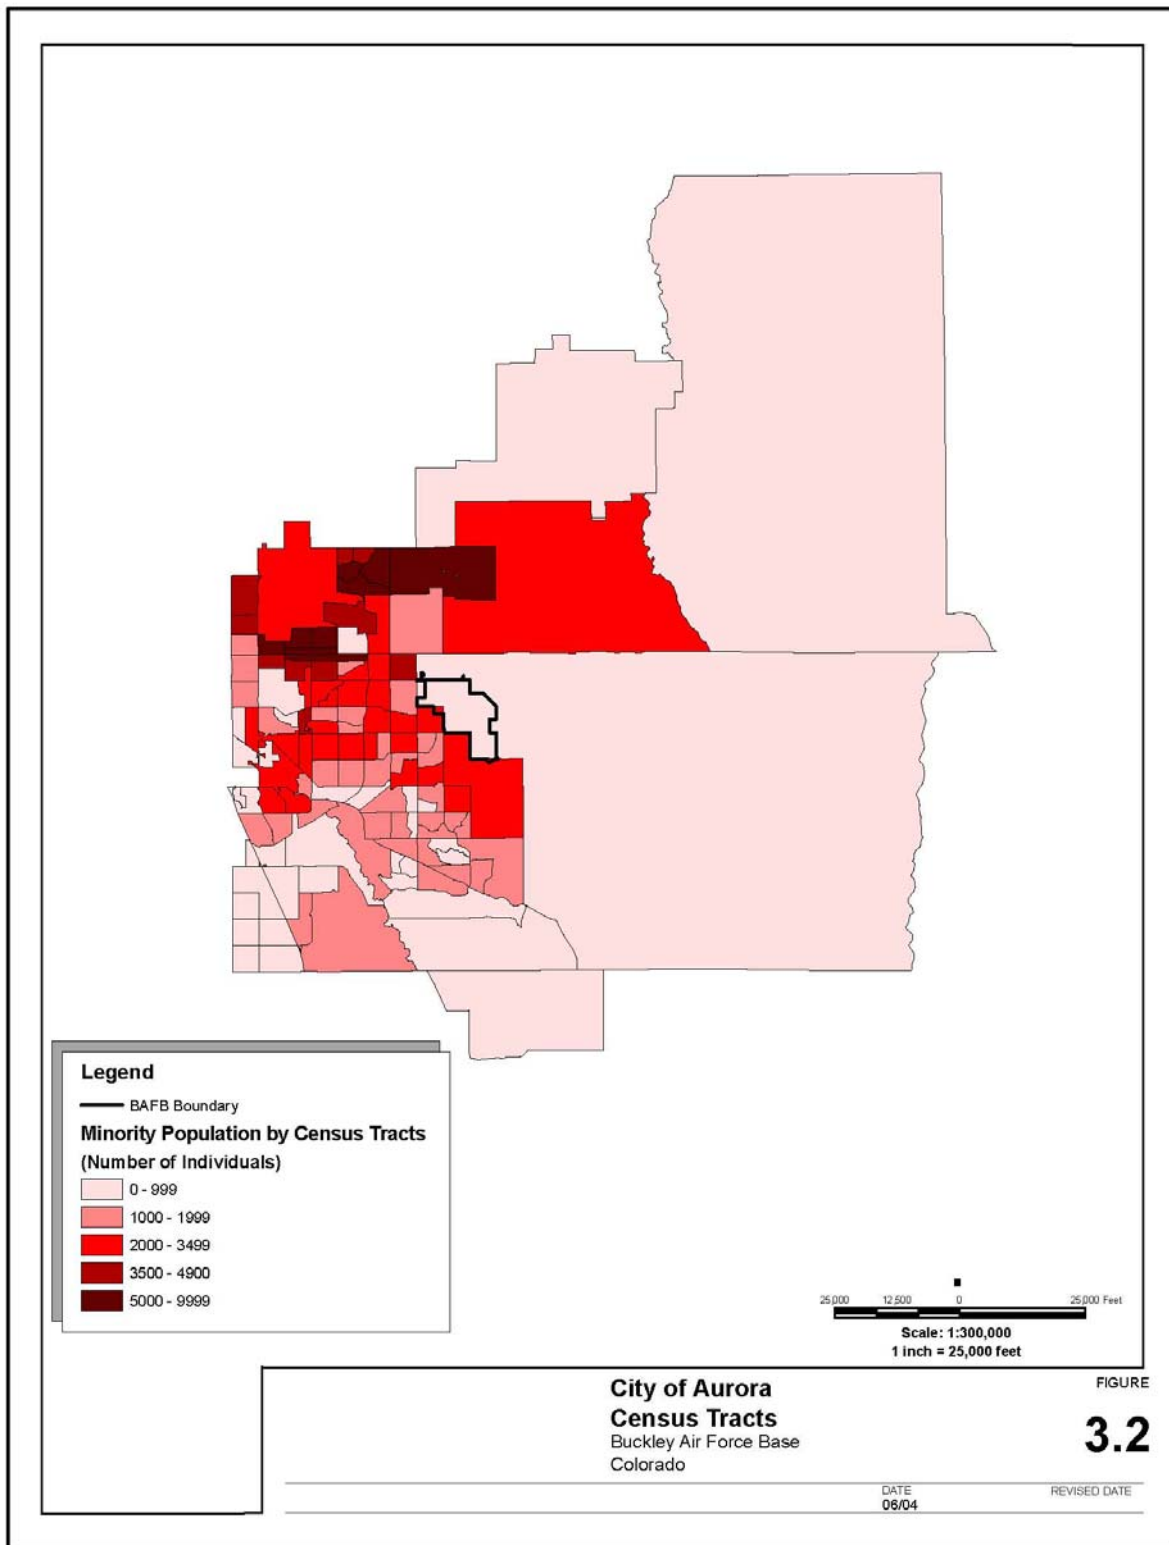 Legend
BAFB Boundary
Minority Population by Census Tracts
(Number of Individuals)
0 - 999
1000 - 1999
2000 - 3499
3500 - 4900
5000 - 9999
25,000 12,500 0 25,000 Feet
Scale: 1:300,000
1 inch = 25,000 feet
City of Aurora
Census Tracts
Buckley Air Force Base
Colorado
FIGURE
3.2
DATE
06/04
REVISED DATE